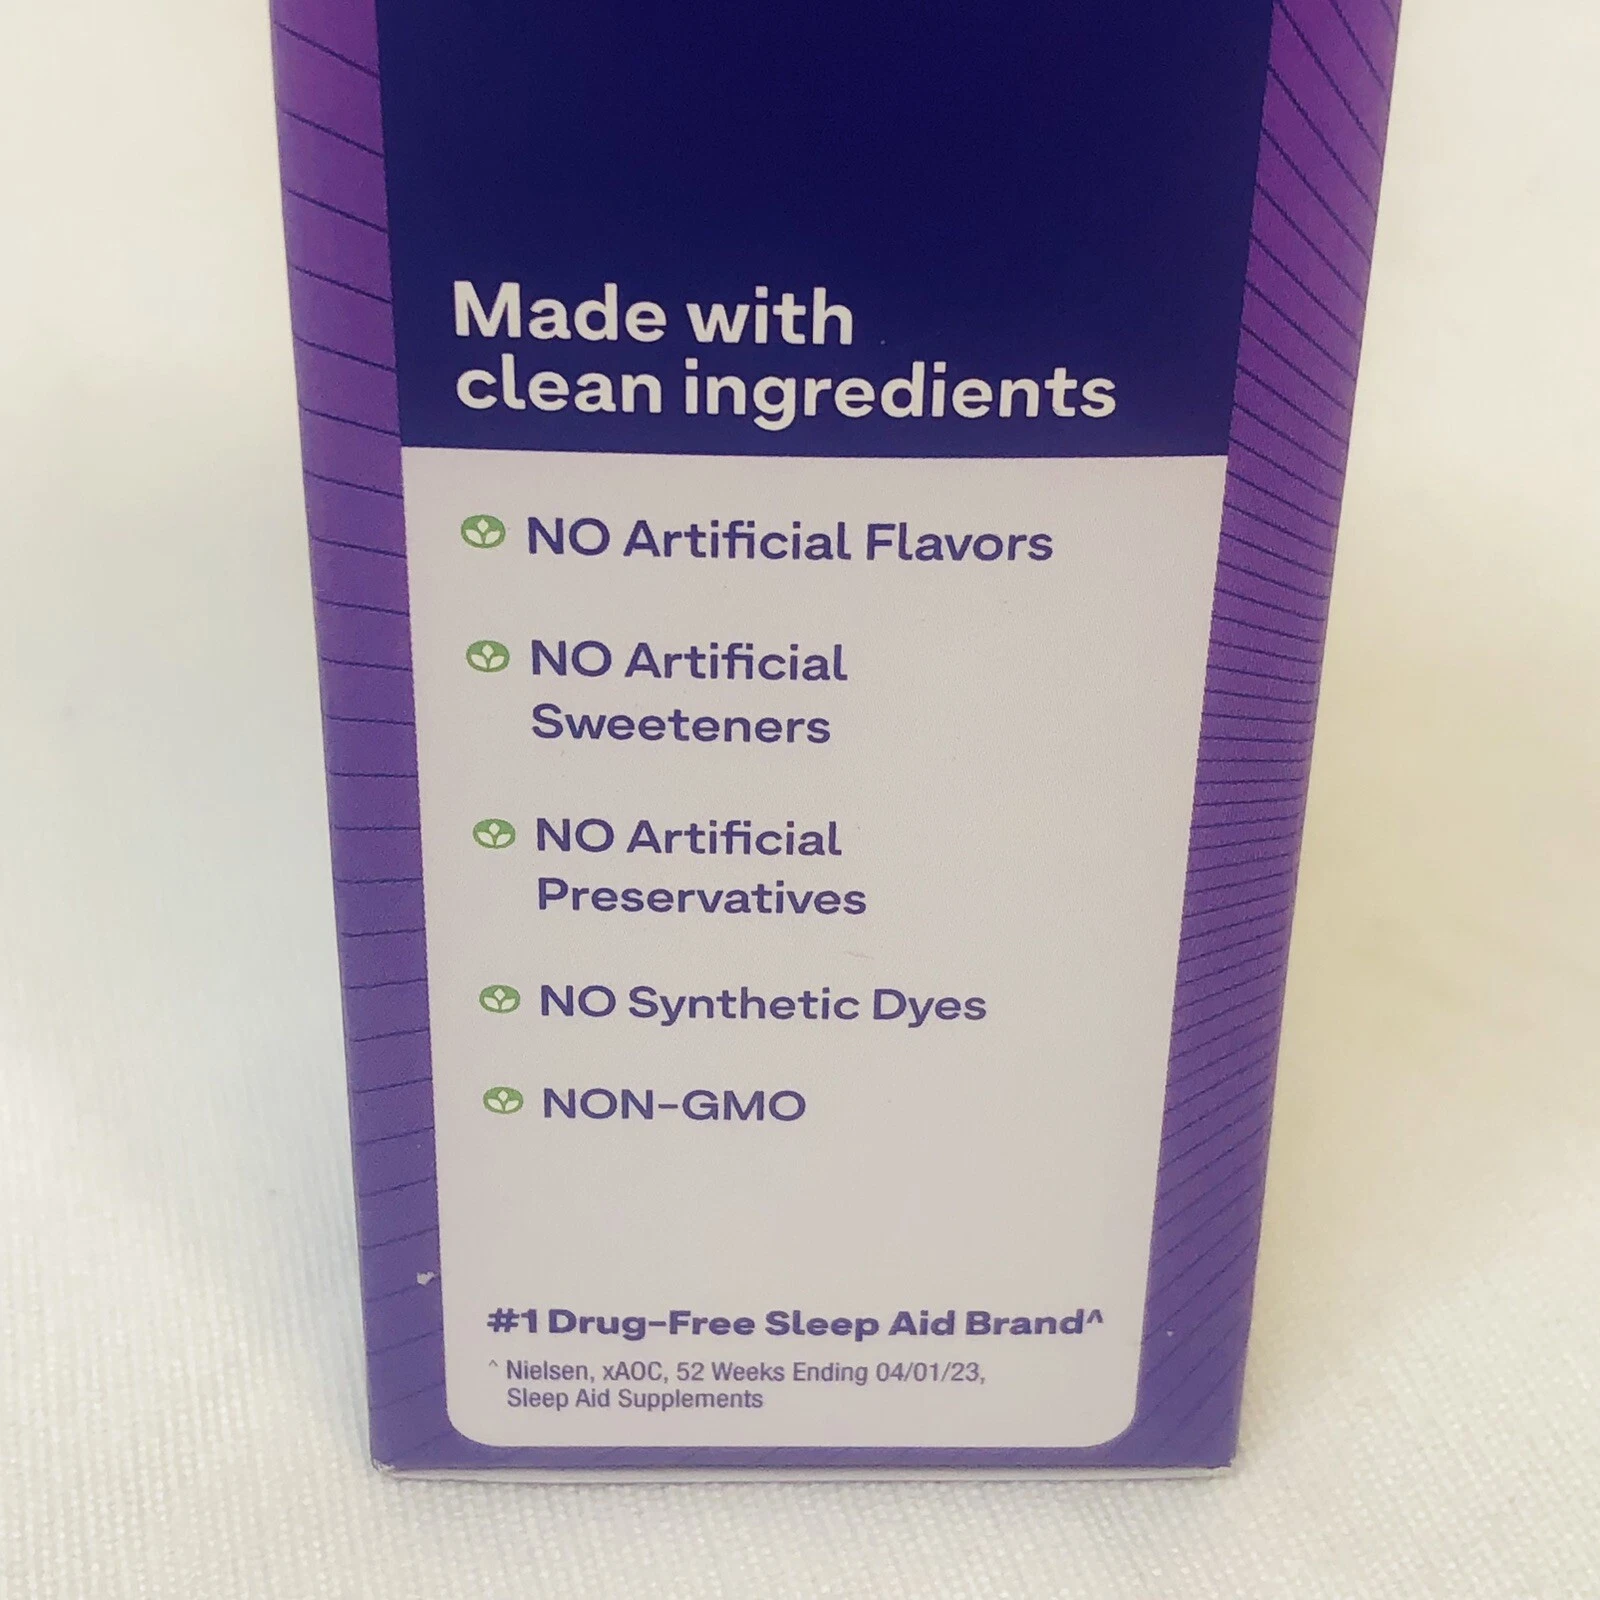 Made with
clean ingredients
NO Artificial Flavors
NO Artificial
Sweeteners
NO Artificial
Preservatives
NO Synthetic Dyes
NON-GMO
#1 Drug-Free Sleep Aid Brand^
^ Nielsen, xAOC, 52 Weeks Ending 04/01/23,
Sleep Aid Supplements